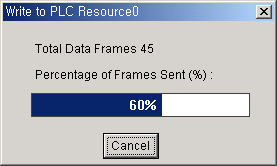 Write to PLC Resource0
Total Data Frames 45
Percentage of Frames Sent (%) :
60%
Cancel